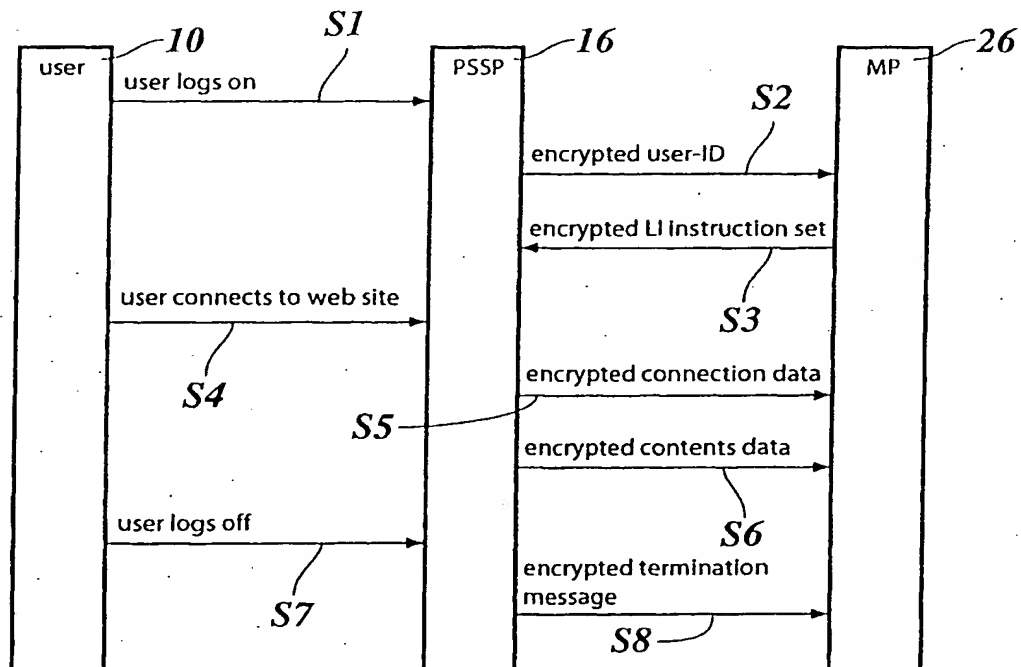 S1
10
16
26
user
PSSP
MP
user logs on
S2
encrypted user-ID
encrypted LI instruction set
S3
user connects to web site
S4
encrypted connection data
S5
encrypted contents data
S6
user logs off
S7
encrypted termination
message
S8